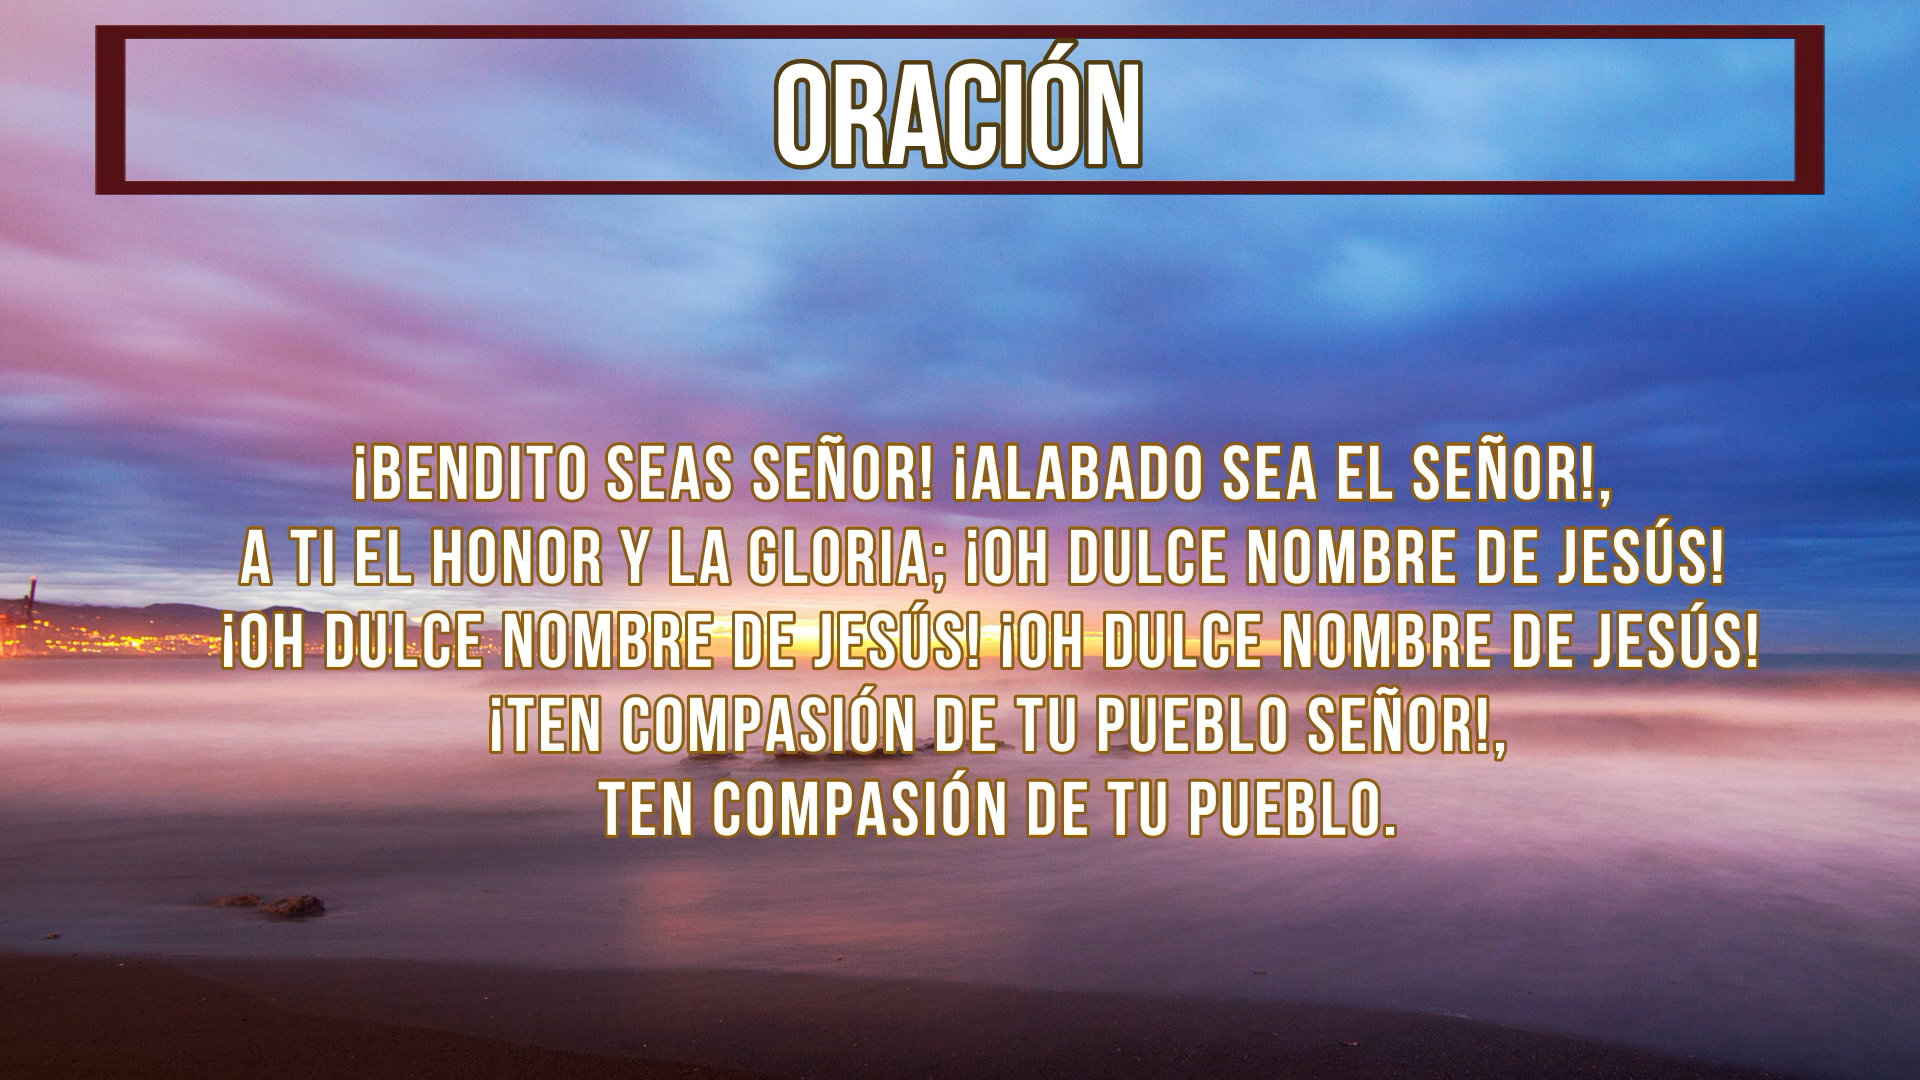 ORACIÓN
¡BENDITO SEAS SEÑOR! ¡ALABADO SEA EL SEÑOR!,
A TI EL HONOR Y LA GLORIA; ¡OH DULCE NOMBRE DE JESÚS!
¡OH DULCE NOMBRE DE JESÚS! ¡OH DULCE NOMBRE DE JESÚS!
¡TEN COMPASIÓN DE TU PUEBLO SEÑOR!,
TEN COMPASIÓN DE TU PUEBLO.